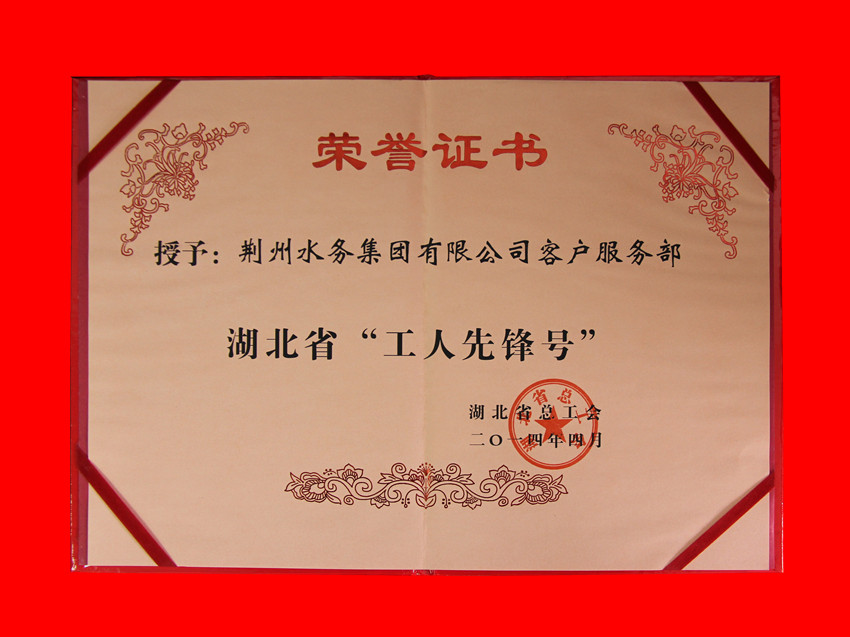 荣誉证书
授予：荆州水务集团有限公司客户服务部
湖北省“工人先锋号”
湖北省总工会
二〇一四年四月